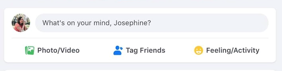 What's on your mind, Josephine?
Photo/Video
Tag Friends
Feeling/Activity